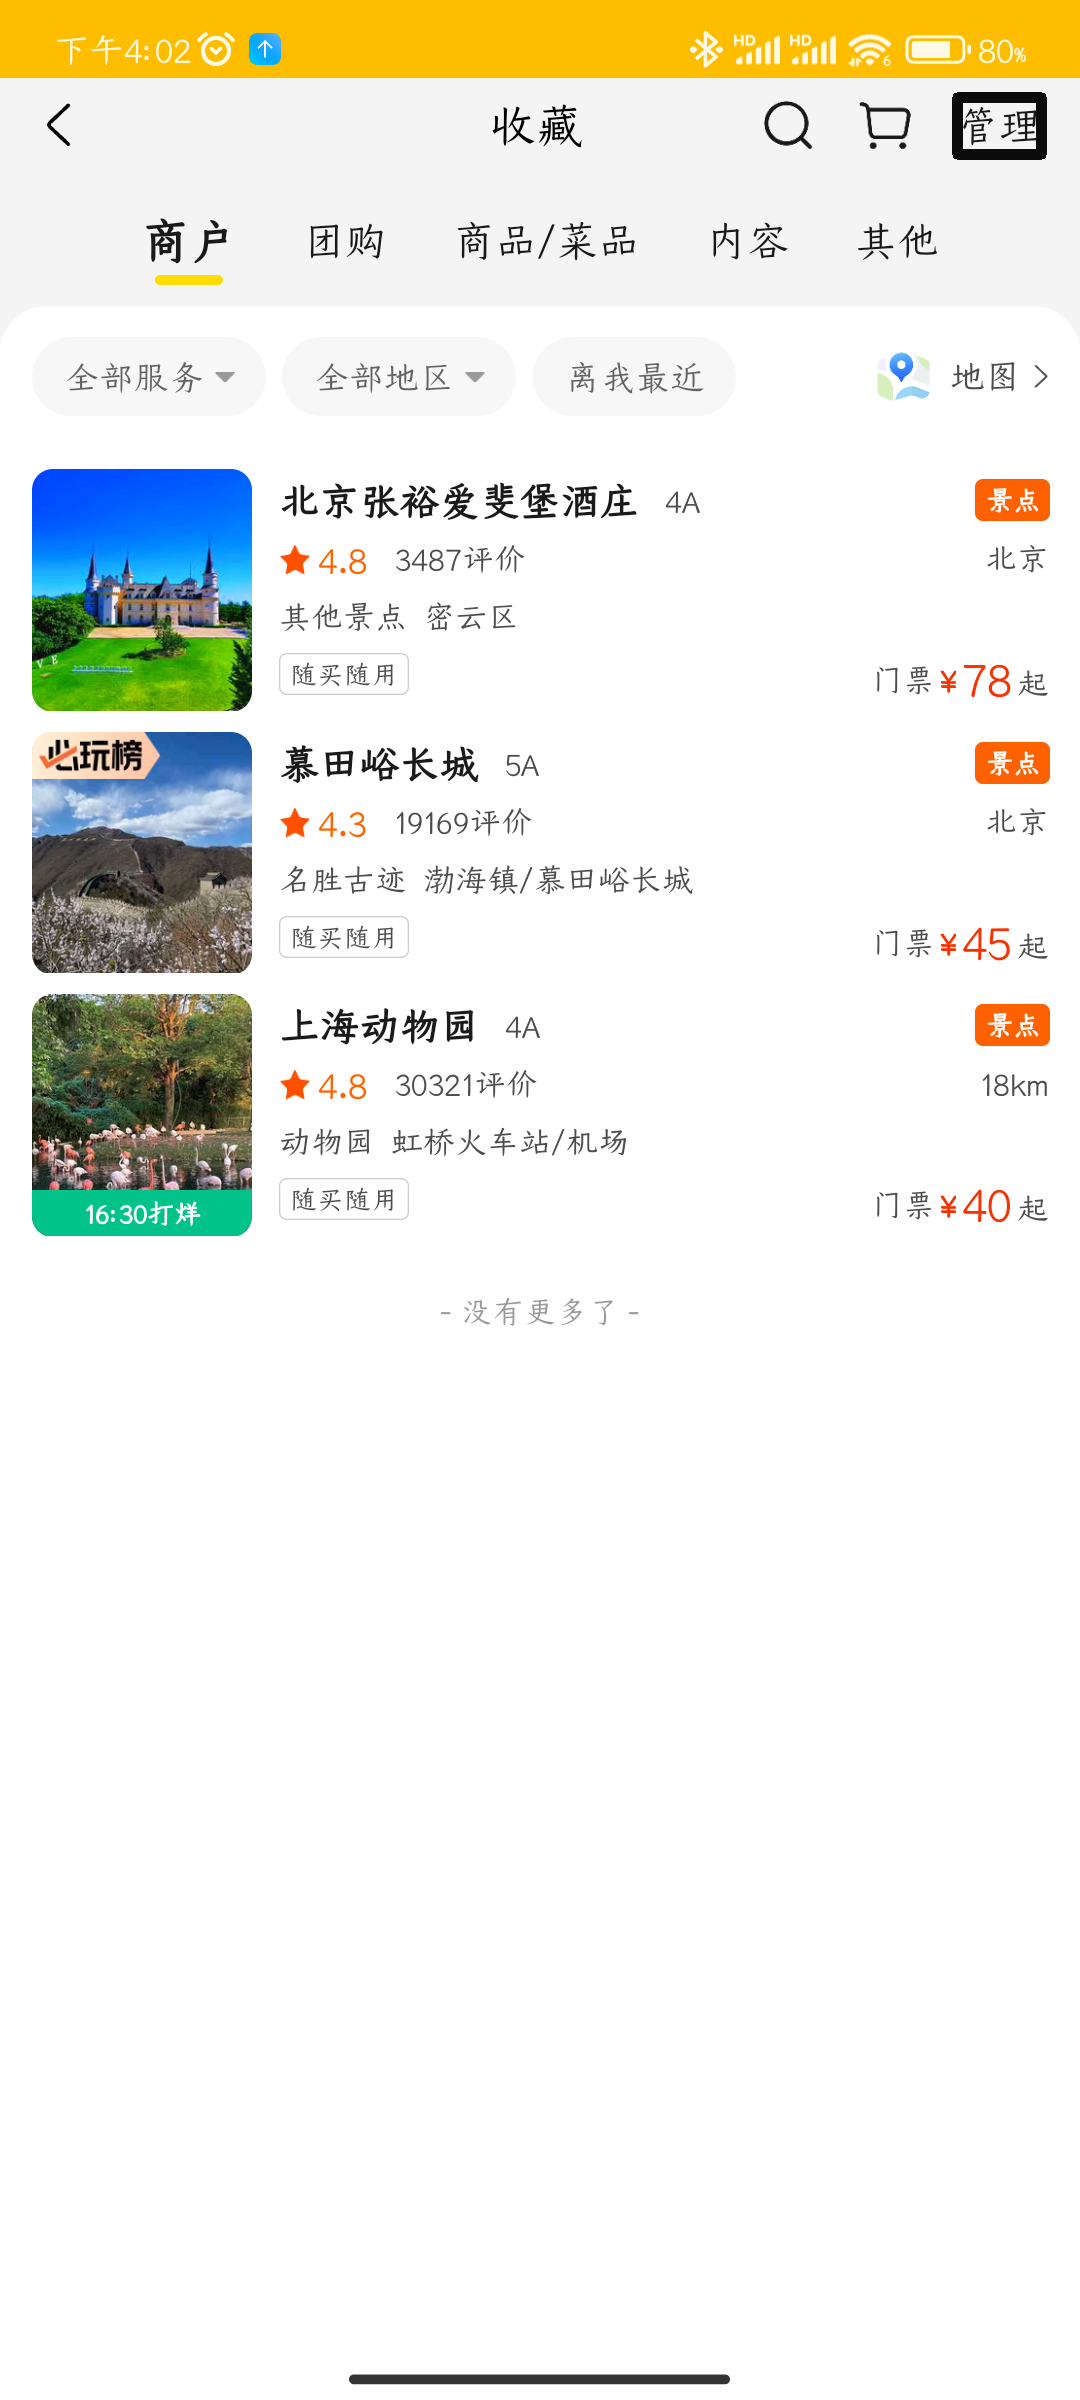 下午4:02 HD HD 6 80%
收藏 管理
商户 团购 商品/菜品 内容 其他
全部服务 全部地区 离我最近 地图
北京张裕爱斐堡酒庄 4A 景点
4.8 3487评价 北京
其他景点 密云区
随买随用 门票¥78起
必玩榜
慕田峪长城 5A 景点
4.3 19169评价 北京
名胜古迹 渤海镇/慕田峪长城
随买随用 门票¥45起
上海动物园 4A 景点
4.8 30321评价 18km
动物园 虹桥火车站/机场
随买随用 门票¥40起
16:30打烊
- 没有更多了 -